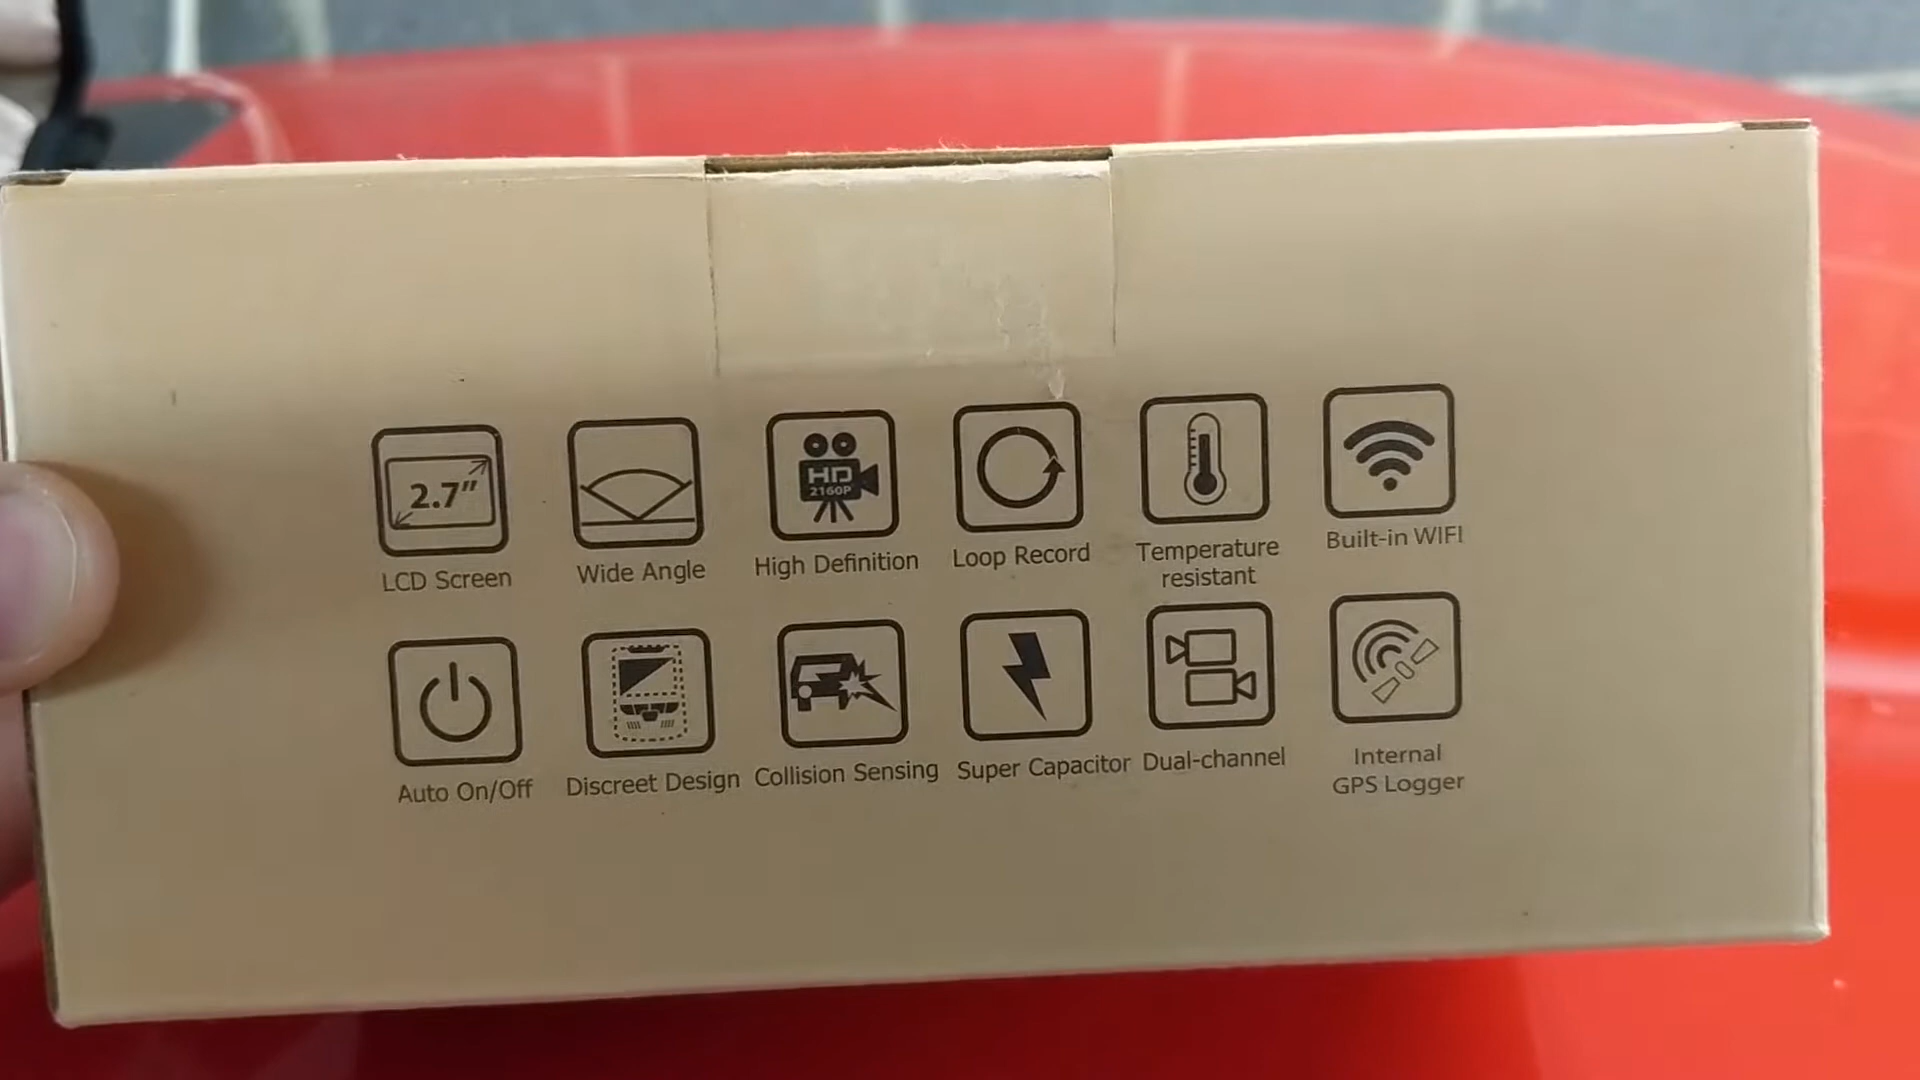 2.7"
HD
2160P
LCD Screen
Wide Angle
High Definition
Loop Record
Temperature
resistant
Built-in WIFI
Auto On/Off
Discreet Design
Collision Sensing
Super Capacitor
Dual-channel
Internal
GPS Logger